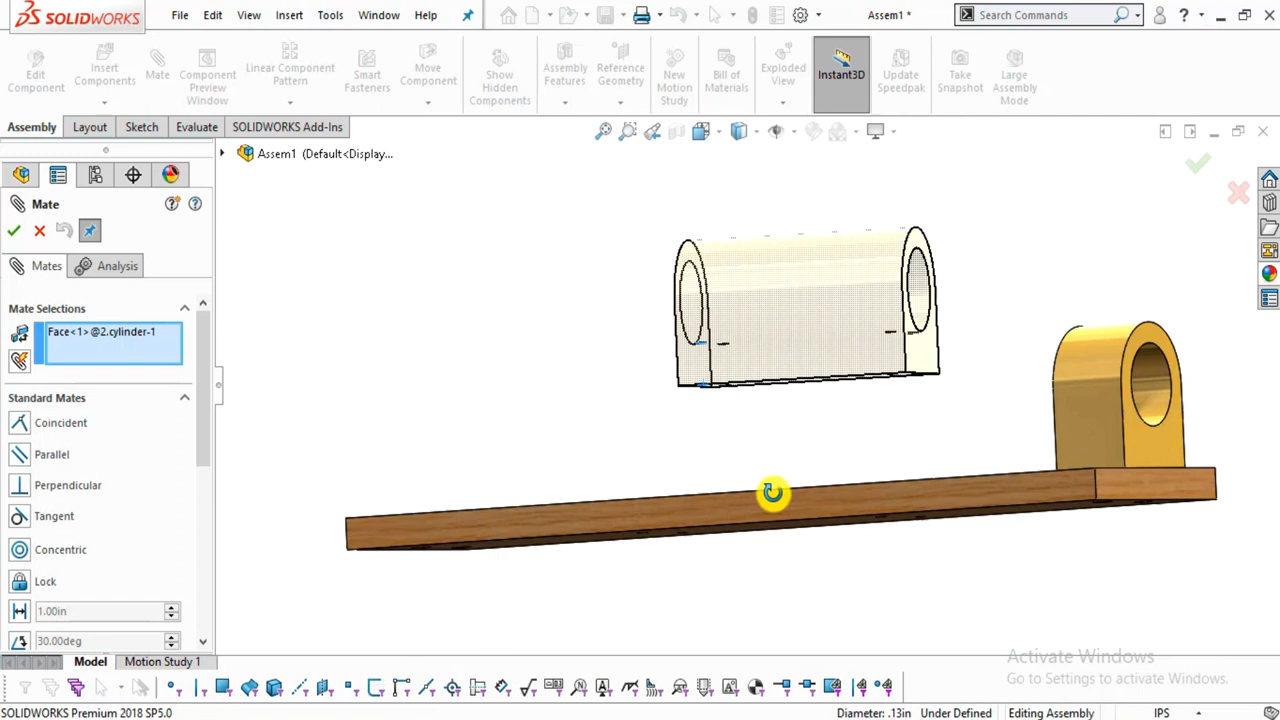 SOLIDWORKS
File Edit View Insert Tools Window Help
Assem1 *
Search Commands
Edit Component
Insert Components
Mate
Component Preview Window
Linear Component Pattern
Smart Fasteners
Move Component
Show Hidden Components
Assembly Features
Reference Geometry
New Motion Study
Bill of Materials
Exploded View
Instant3D
Update Speedpak
Take Snapshot
Large Assembly Mode
Assembly Layout Sketch Evaluate SOLIDWORKS Add-Ins
Assem1 (Default<Display...
Mate
Mates Analysis
Mate Selections
Face<1>@2.cylinder-1
Standard Mates
Coincident
Parallel
Perpendicular
Tangent
Concentric
Lock
1.00in
30.00deg
Activate Windows
Go to Settings to activate Windows.
Model Motion Study 1
SOLIDWORKS Premium 2018 SP5.0
Diameter: .13in Under Defined Editing Assembly IPS